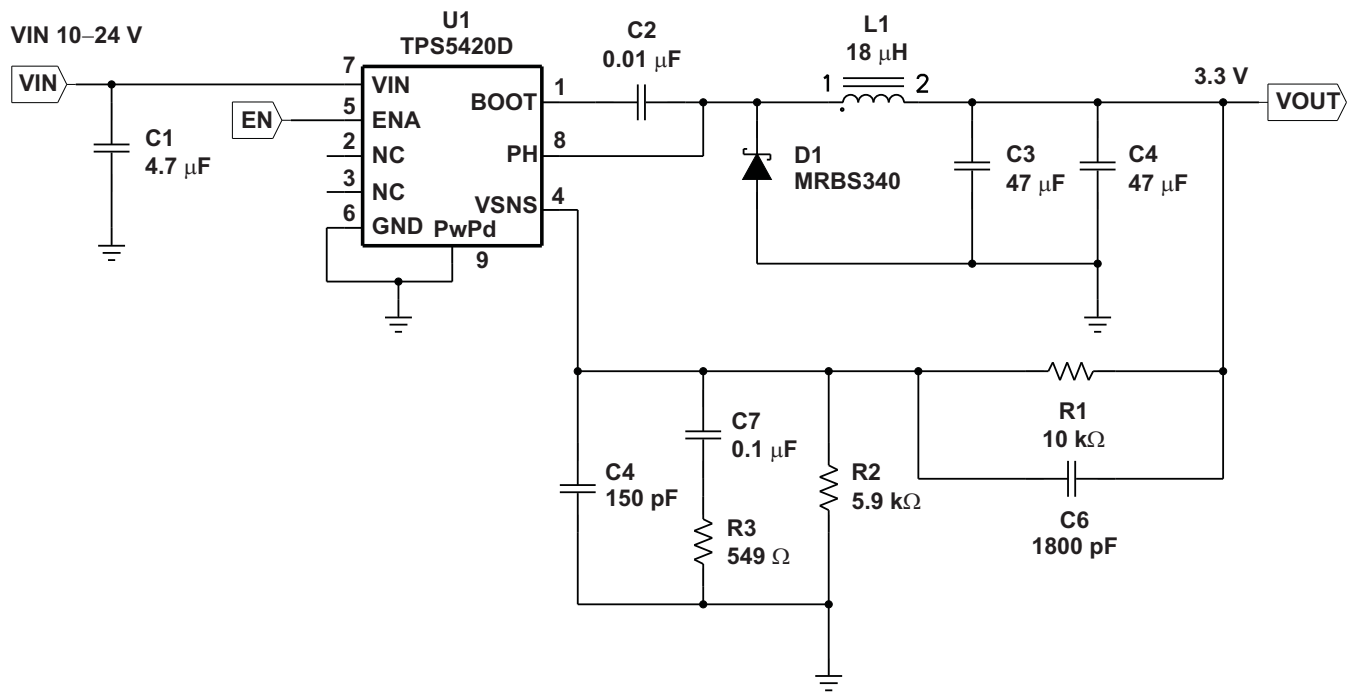 VIN 10–24 V
VIN
C1
4.7 μF
EN
U1
TPS5420D
7
VIN
5
ENA
2
NC
3
NC
6
GND
PwPd
9
BOOT
1
PH
8
VSNS
4
C2
0.01 μF
L1
18 μH
1
2
D1
MRBS340
C3
47 μF
C4
47 μF
3.3 V
VOUT
C4
150 pF
C7
0.1 μF
R3
549 Ω
R2
5.9 kΩ
R1
10 kΩ
C6
1800 pF